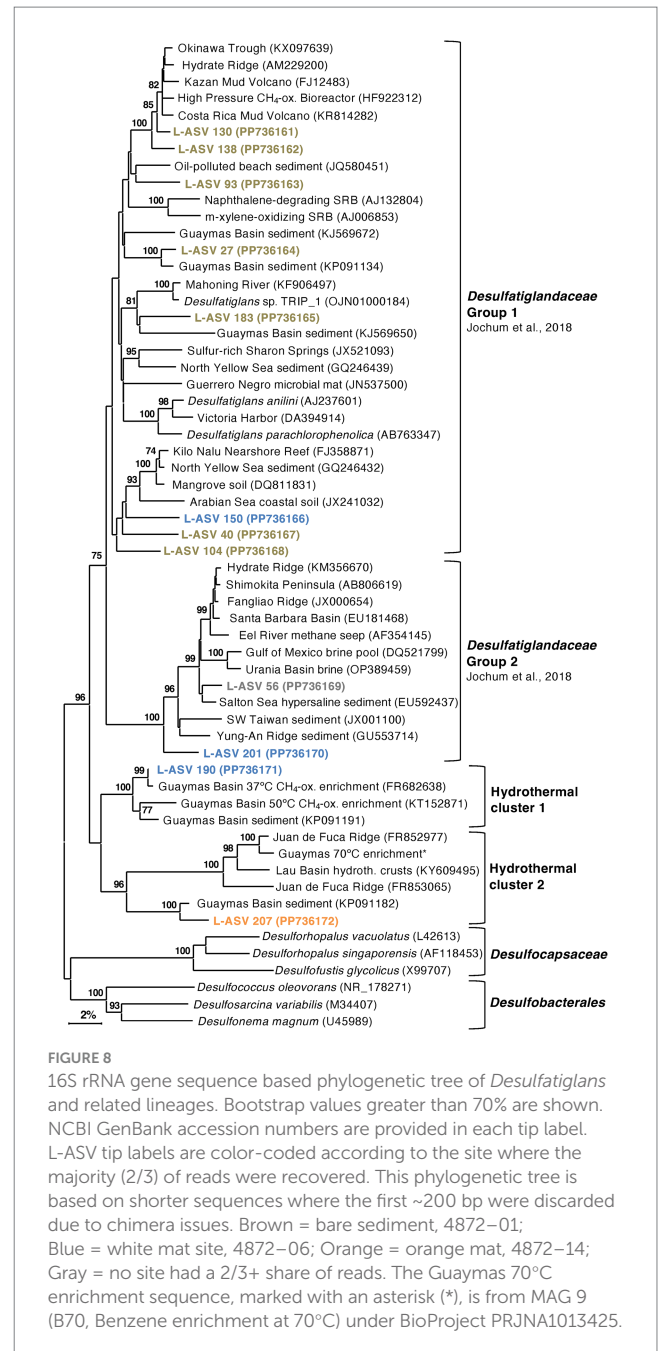 Okinawa Trough (KX097639)
Hydrate Ridge (AM229200)
82
Kazan Mud Volcano (FJ12483)
85
High Pressure CH4-ox. Bioreactor (HF922312)
Costa Rica Mud Volcano (KR814282)
100
L-ASV 130 (PP736161)
L-ASV 138 (PP736162)
Oil-polluted beach sediment (JQ580451)
L-ASV 93 (PP736163)
100
Naphthalene-degrading SRB (AJ132804)
m-xylene-oxidizing SRB (AJ006853)
Guaymas Basin sediment (KJ569672)
100
L-ASV 27 (PP736164)
Guaymas Basin sediment (KP091134)
100
Mahoning River (KF906497)
Desulfatiglans sp. TRIP_1 (OJN01000184)
81
L-ASV 183 (PP736165)
Guaymas Basin sediment (KJ569650)
95
Sulfur-rich Sharon Springs (JX521093)
North Yellow Sea sediment (GQ246439)
Guerrero Negro microbial mat (JN537500)
98
Desulfatiglans anilini (AJ237601)
100
Victoria Harbor (DA394914)
Desulfatiglans parachlorophenolica (AB763347)
74
Kilo Nalu Nearshore Reef (FJ358871)
100
North Yellow Sea sediment (GQ246432)
93
Mangrove soil (DQ811831)
Arabian Sea coastal soil (JX241032)
L-ASV 150 (PP736166)
L-ASV 40 (PP736167)
L-ASV 104 (PP736168)
Desulfatiglandaceae
Group 1
Jochum et al., 2018
75
Hydrate Ridge (KM356670)
Shimokita Peninsula (AB806619)
99
Fangliao Ridge (JX000654)
Santa Barbara Basin (EU181468)
Eel River methane seep (AF354145)
100
Gulf of Mexico brine pool (DQ521799)
99
Urania Basin brine (OP389459)
L-ASV 56 (PP736169)
96
Salton Sea hypersaline sediment (EU592437)
100
SW Taiwan sediment (JX001100)
Yung-An Ridge sediment (GU553714)
L-ASV 201 (PP736170)
Desulfatiglandaceae
Group 2
Jochum et al., 2018
96
99
L-ASV 190 (PP736171)
100
Guaymas Basin 37ºC CH4-ox. enrichment (FR682638)
77
Guaymas Basin 50ºC CH4-ox. enrichment (KT152871)
Guaymas Basin sediment (KP091191)
Hydrothermal
cluster 1
100
Juan de Fuca Ridge (FR852977)
98
Guaymas 70ºC enrichment*
100
Lau Basin hydroth. crusts (KY609495)
Juan de Fuca Ridge (FR853065)
96
100
Guaymas Basin sediment (KP091182)
L-ASV 207 (PP736172)
Hydrothermal
cluster 2
Desulforhopalus vacuolatus (L42613)
100
Desulforhopalus singaporensis (AF118453)
Desulfofustis glycolicus (X99707)
Desulfocapsaceae
100
Desulfococcus oleovorans (NR_178271)
93
Desulfosarcina variabilis (M34407)
Desulfonema magnum (U45989)
Desulfobacterales
2%
FIGURE 8
16S rRNA gene sequence based phylogenetic tree of Desulfatiglans
and related lineages. Bootstrap values greater than 70% are shown.
NCBI GenBank accession numbers are provided in each tip label.
L-ASV tip labels are color-coded according to the site where the
majority (2/3) of reads were recovered. This phylogenetic tree is
based on shorter sequences where the first ~200 bp were discarded
due to chimera issues. Brown = bare sediment, 4872–01;
Blue = white mat site, 4872–06; Orange = orange mat, 4872–14;
Gray = no site had a 2/3+ share of reads. The Guaymas 70°C
enrichment sequence, marked with an asterisk (*), is from MAG 9
(B70, Benzene enrichment at 70°C) under BioProject PRJNA1013425.